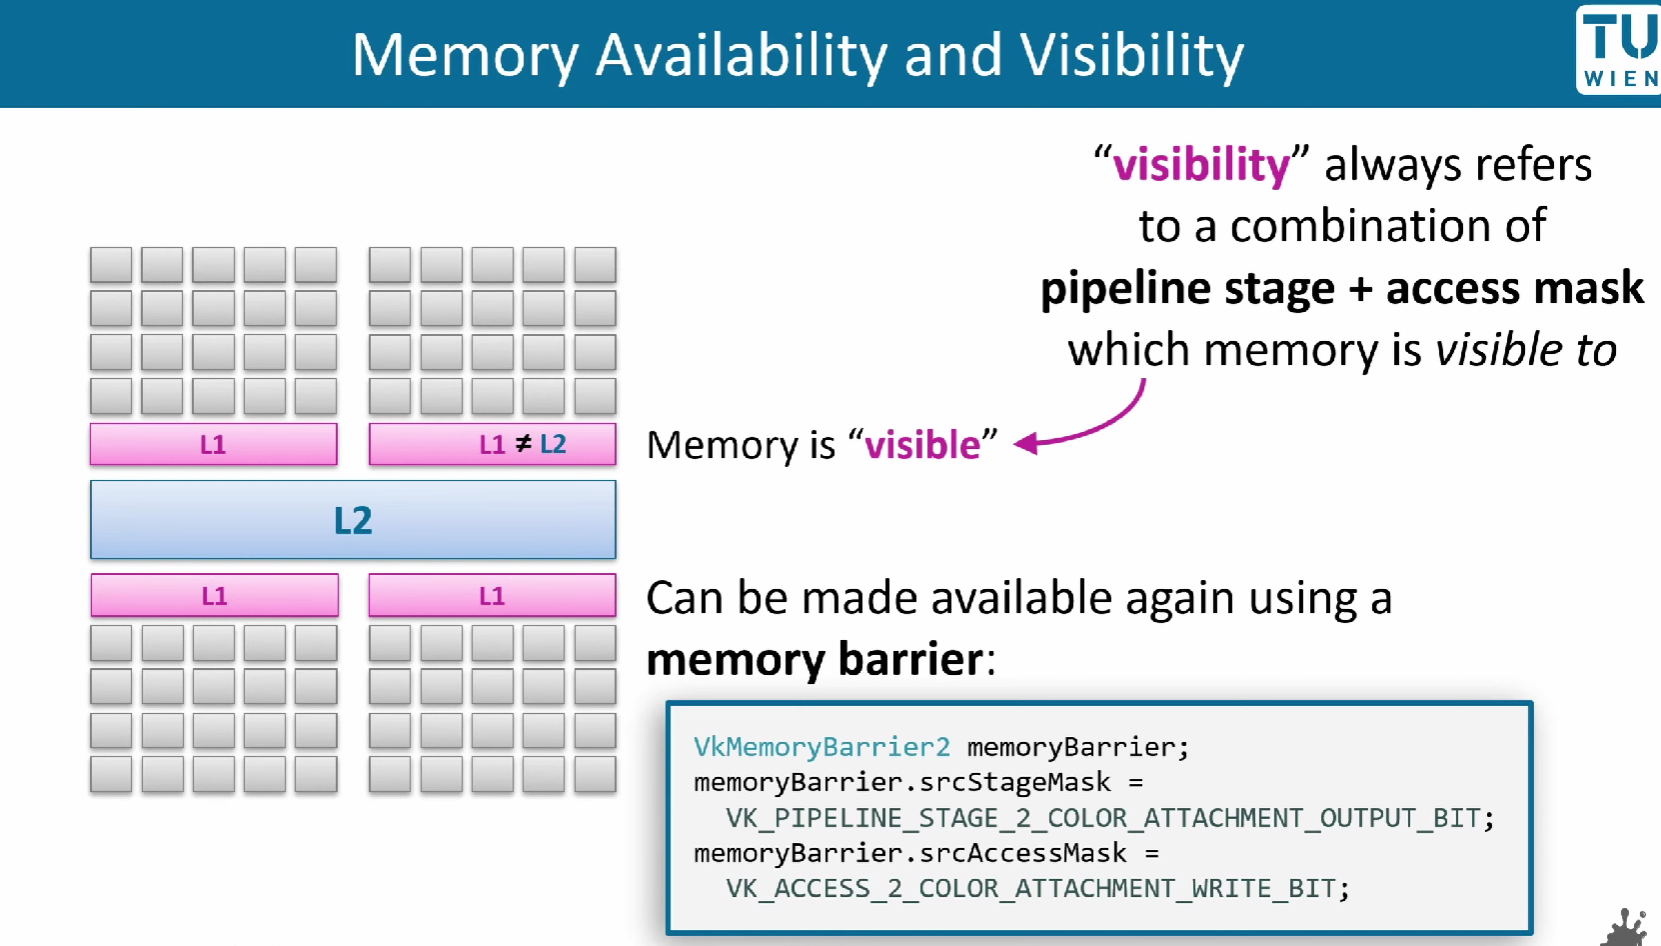 Memory Availability and Visibility
TU
WIEN
“visibility” always refers
to a combination of
pipeline stage + access mask
which memory is visible to
L1
L1 ≠ L2
Memory is “visible”
L2
L1
L1
Can be made available again using a
memory barrier:
VkMemoryBarrier2 memoryBarrier;
memoryBarrier.srcStageMask =
VK_PIPELINE_STAGE_2_COLOR_ATTACHMENT_OUTPUT_BIT;
memoryBarrier.srcAccessMask =
VK_ACCESS_2_COLOR_ATTACHMENT_WRITE_BIT;